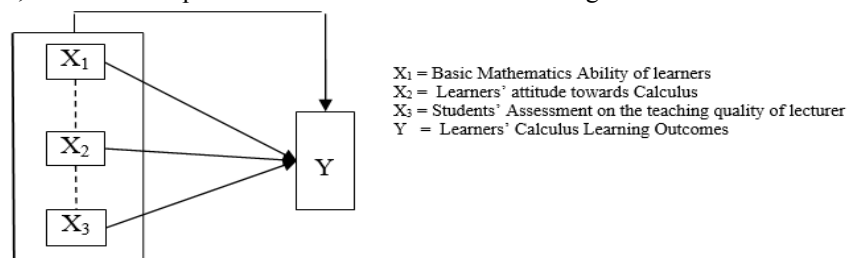 X₁
X₂
X₃
Y
X₁ = Basic Mathematics Ability of learners
X₂ = Learners' attitude towards Calculus
X₃ = Students' Assessment on the teaching quality of lecturer
Y = Learners' Calculus Learning Outcomes